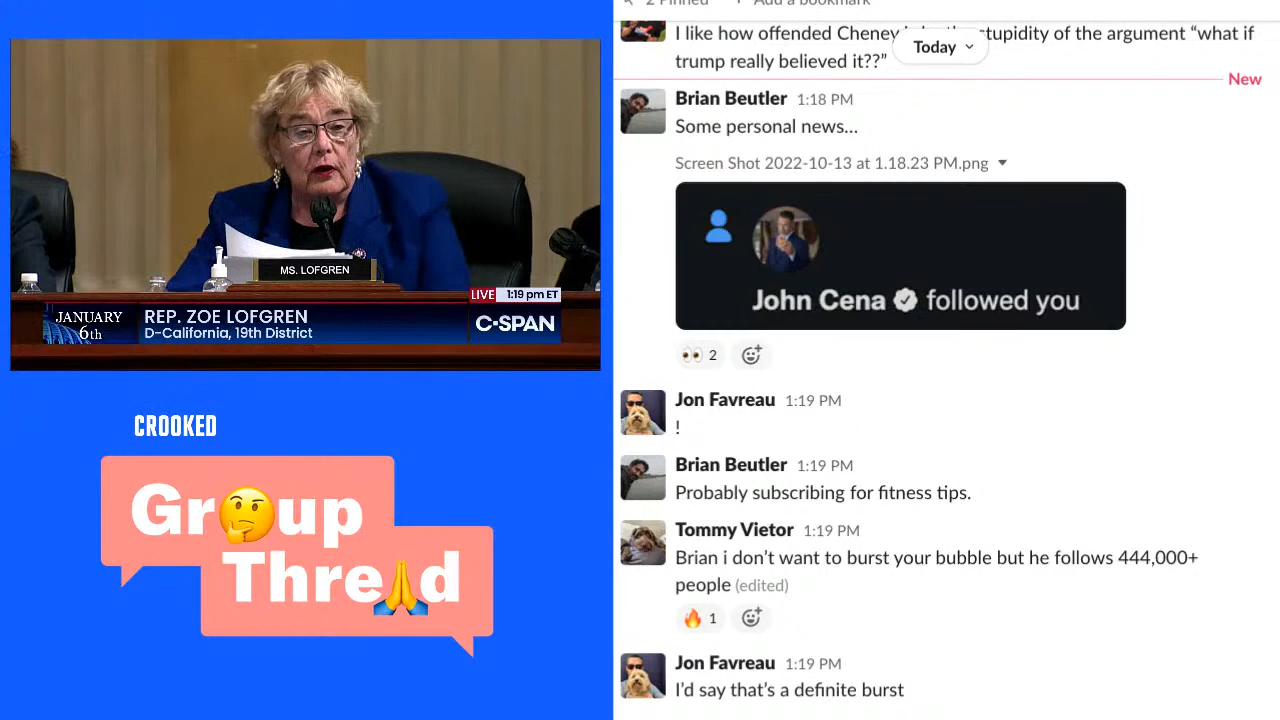 MS. LOFGREN
LIVE 1:19 pm ET
JANUARY
6th
REP. ZOE LOFGREN
D-California, 19th District
C-SPAN
CROOKED
Gr🤔up
Thre🙏d
2 Pinned
Add a bookmark
I like how offended Cheney is by the stupidity of the argument “what if
trump really believed it??”
Today
New
Brian Beutler 1:18 PM
Some personal news…
Screen Shot 2022-10-13 at 1.18.23 PM.png
John Cena followed you
👀 2
Jon Favreau 1:19 PM
!
Brian Beutler 1:19 PM
Probably subscribing for fitness tips.
Tommy Vietor 1:19 PM
Brian i don’t want to burst your bubble but he follows 444,000+
people (edited)
🔥 1
Jon Favreau 1:19 PM
I’d say that’s a definite burst